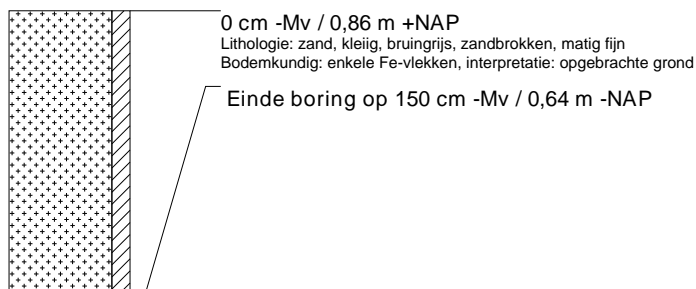 0 cm -Mv / 0,86 m +NAP
Lithologie: zand, kleiig, bruingrijs, zandbrokken, matig fijn
Bodemkundig: enkele Fe-vlekken, interpretatie: opgebrachte grond
Einde boring op 150 cm -Mv / 0,64 m -NAP